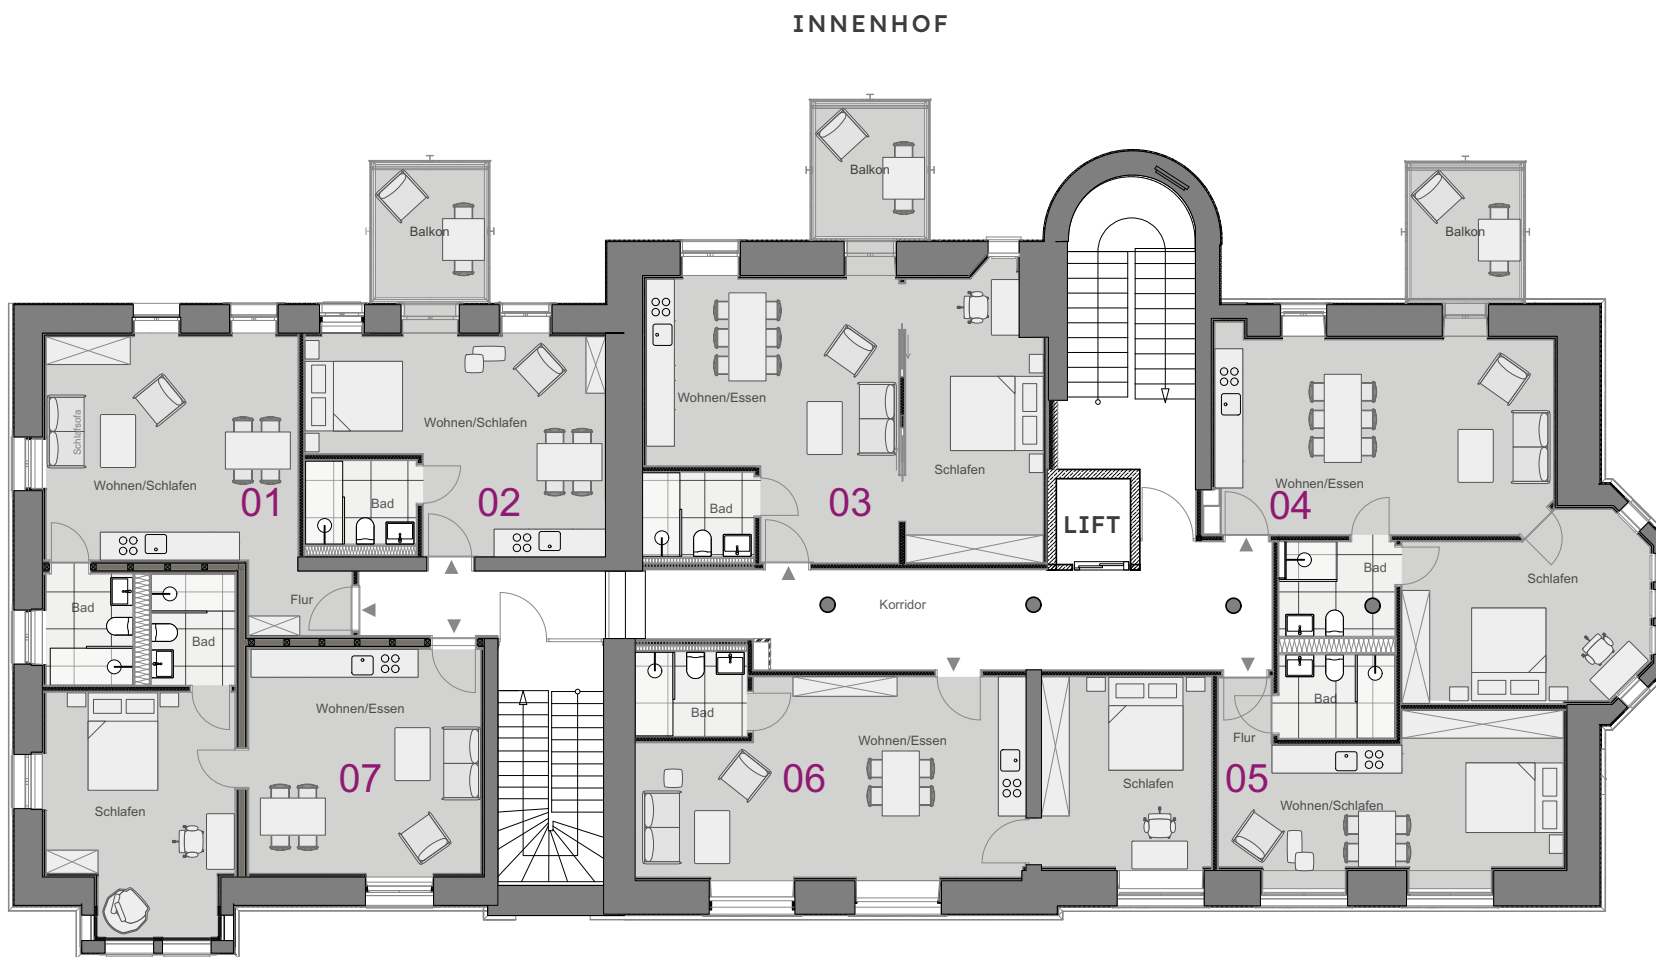 INNENHOF
Balkon
Balkon
Balkon
Wohnen/Essen
Schlafsofa
Wohnen/Schlafen
Wohnen/Schlafen
Schlafen
Wohnen/Essen
01
Bad
02
Bad
03
LIFT
04
Bad
Schlafen
Flur
Korridor
Bad
Bad
Wohnen/Essen
Bad
Bad
Wohnen/Essen
Flur
Schlafen
07
06
Schlafen
05
Wohnen/Schlafen